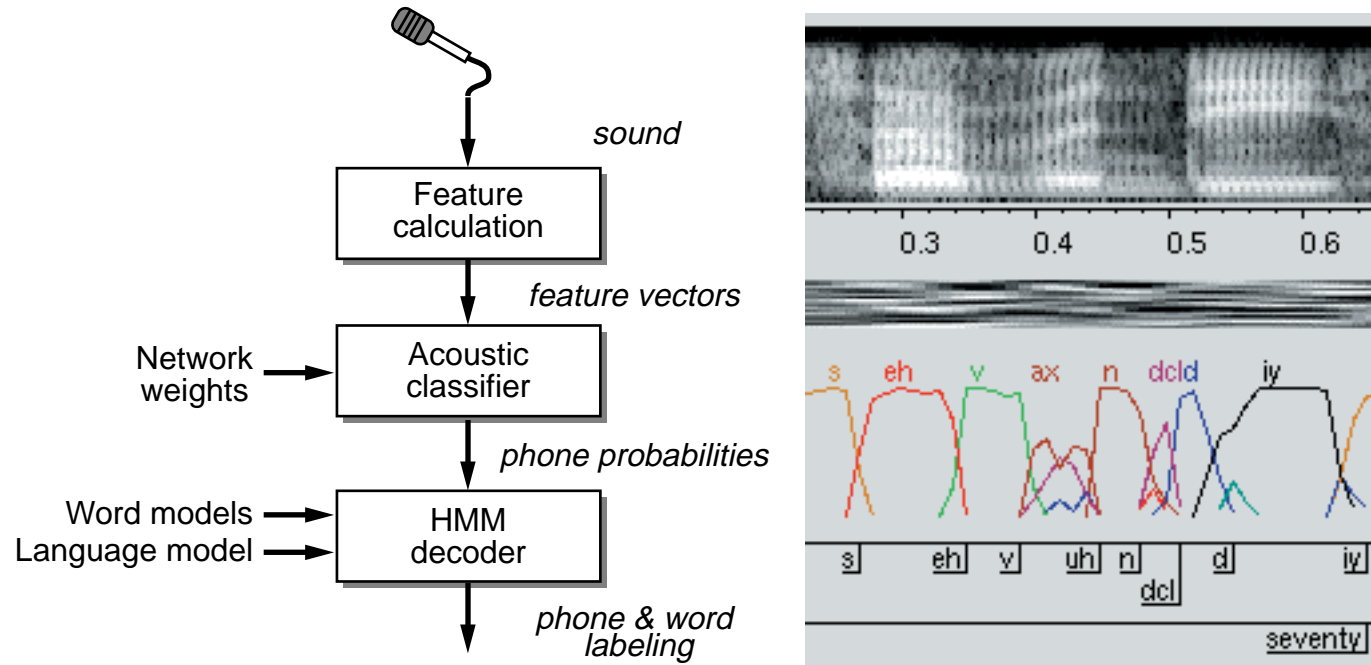 sound
Feature
calculation
feature vectors
Network
weights
Acoustic
classifier
phone probabilities
Word models
Language model
HMM
decoder
phone & word
labeling
0.3 0.4 0.5 0.6
s eh v ax n dcl d iy
s eh v uh n d iy
dcl
seventy